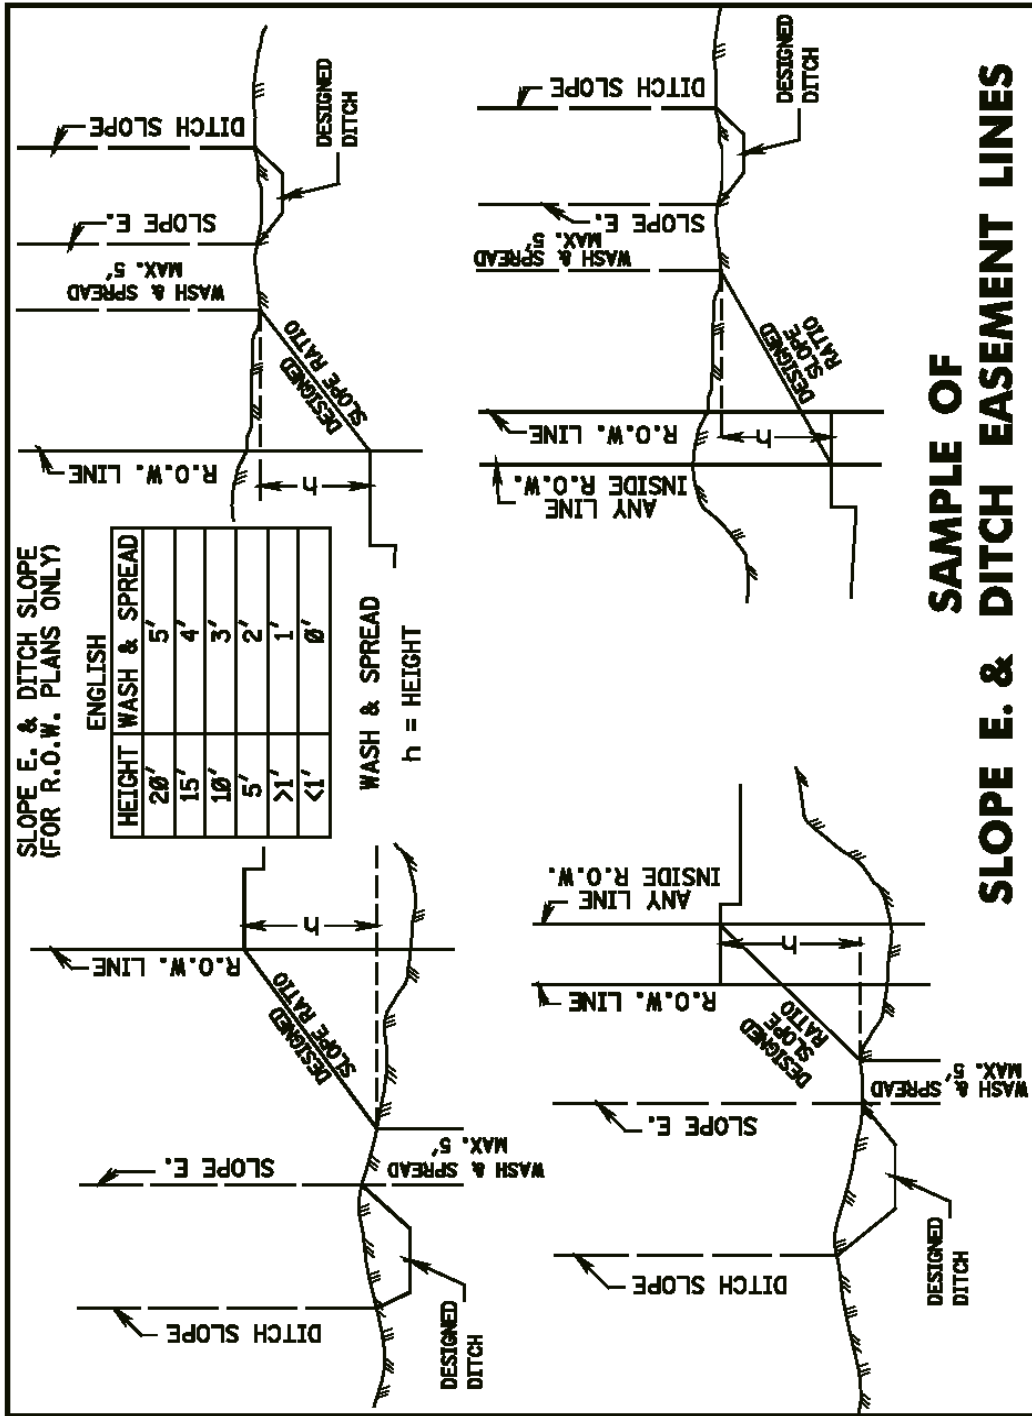 SLOPE E. & DITCH SLOPE
(FOR R.O.W. PLANS ONLY)
ENGLISH
HEIGHT WASH & SPREAD
20' 5'
15' 4'
10' 3'
5' 2'
>1' 1'
<1' 0'
WASH & SPREAD
h = HEIGHT
DITCH SLOPE
SLOPE E.
WASH & SPREAD
MAX. 5'
R.O.W. LINE
DESIGNED
SLOPE RATIO
h
DESIGNED
DITCH
R.O.W. LINE
h
DESIGNED
SLOPE RATIO
WASH & SPREAD
MAX. 5'
SLOPE E.
DITCH SLOPE
DESIGNED
DITCH
DITCH SLOPE
SLOPE E.
WASH & SPREAD
MAX. 5'
DESIGNED
SLOPE
RATIO
R.O.W. LINE
ANY LINE
INSIDE R.O.W.
h
DESIGNED
DITCH
ANY LINE
INSIDE R.O.W.
R.O.W. LINE
h
DESIGNED
SLOPE
RATIO
WASH & SPREAD
MAX. 5'
SLOPE E.
DITCH SLOPE
DESIGNED
DITCH
SAMPLE OF
SLOPE E. & DITCH EASEMENT LINES